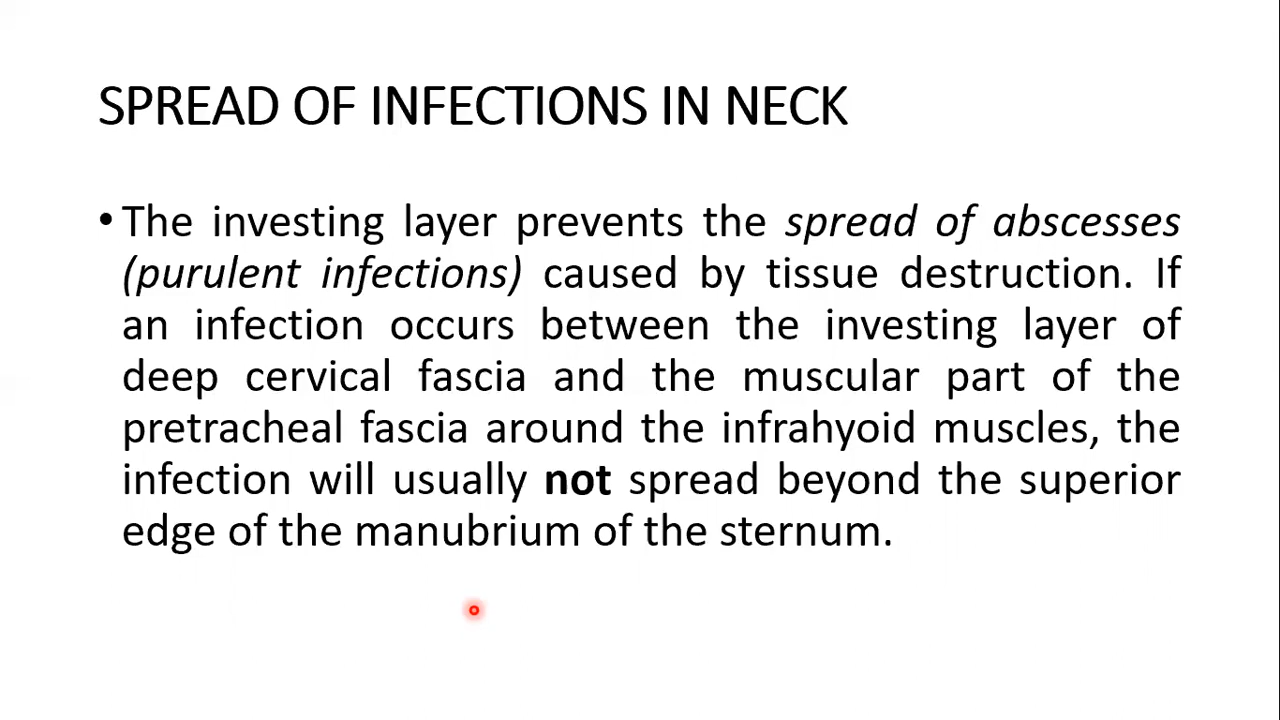 SPREAD OF INFECTIONS IN NECK
• The investing layer prevents the spread of abscesses
(purulent infections) caused by tissue destruction. If
an infection occurs between the investing layer of
deep cervical fascia and the muscular part of the
pretracheal fascia around the infrahyoid muscles, the
infection will usually not spread beyond the superior
edge of the manubrium of the sternum.